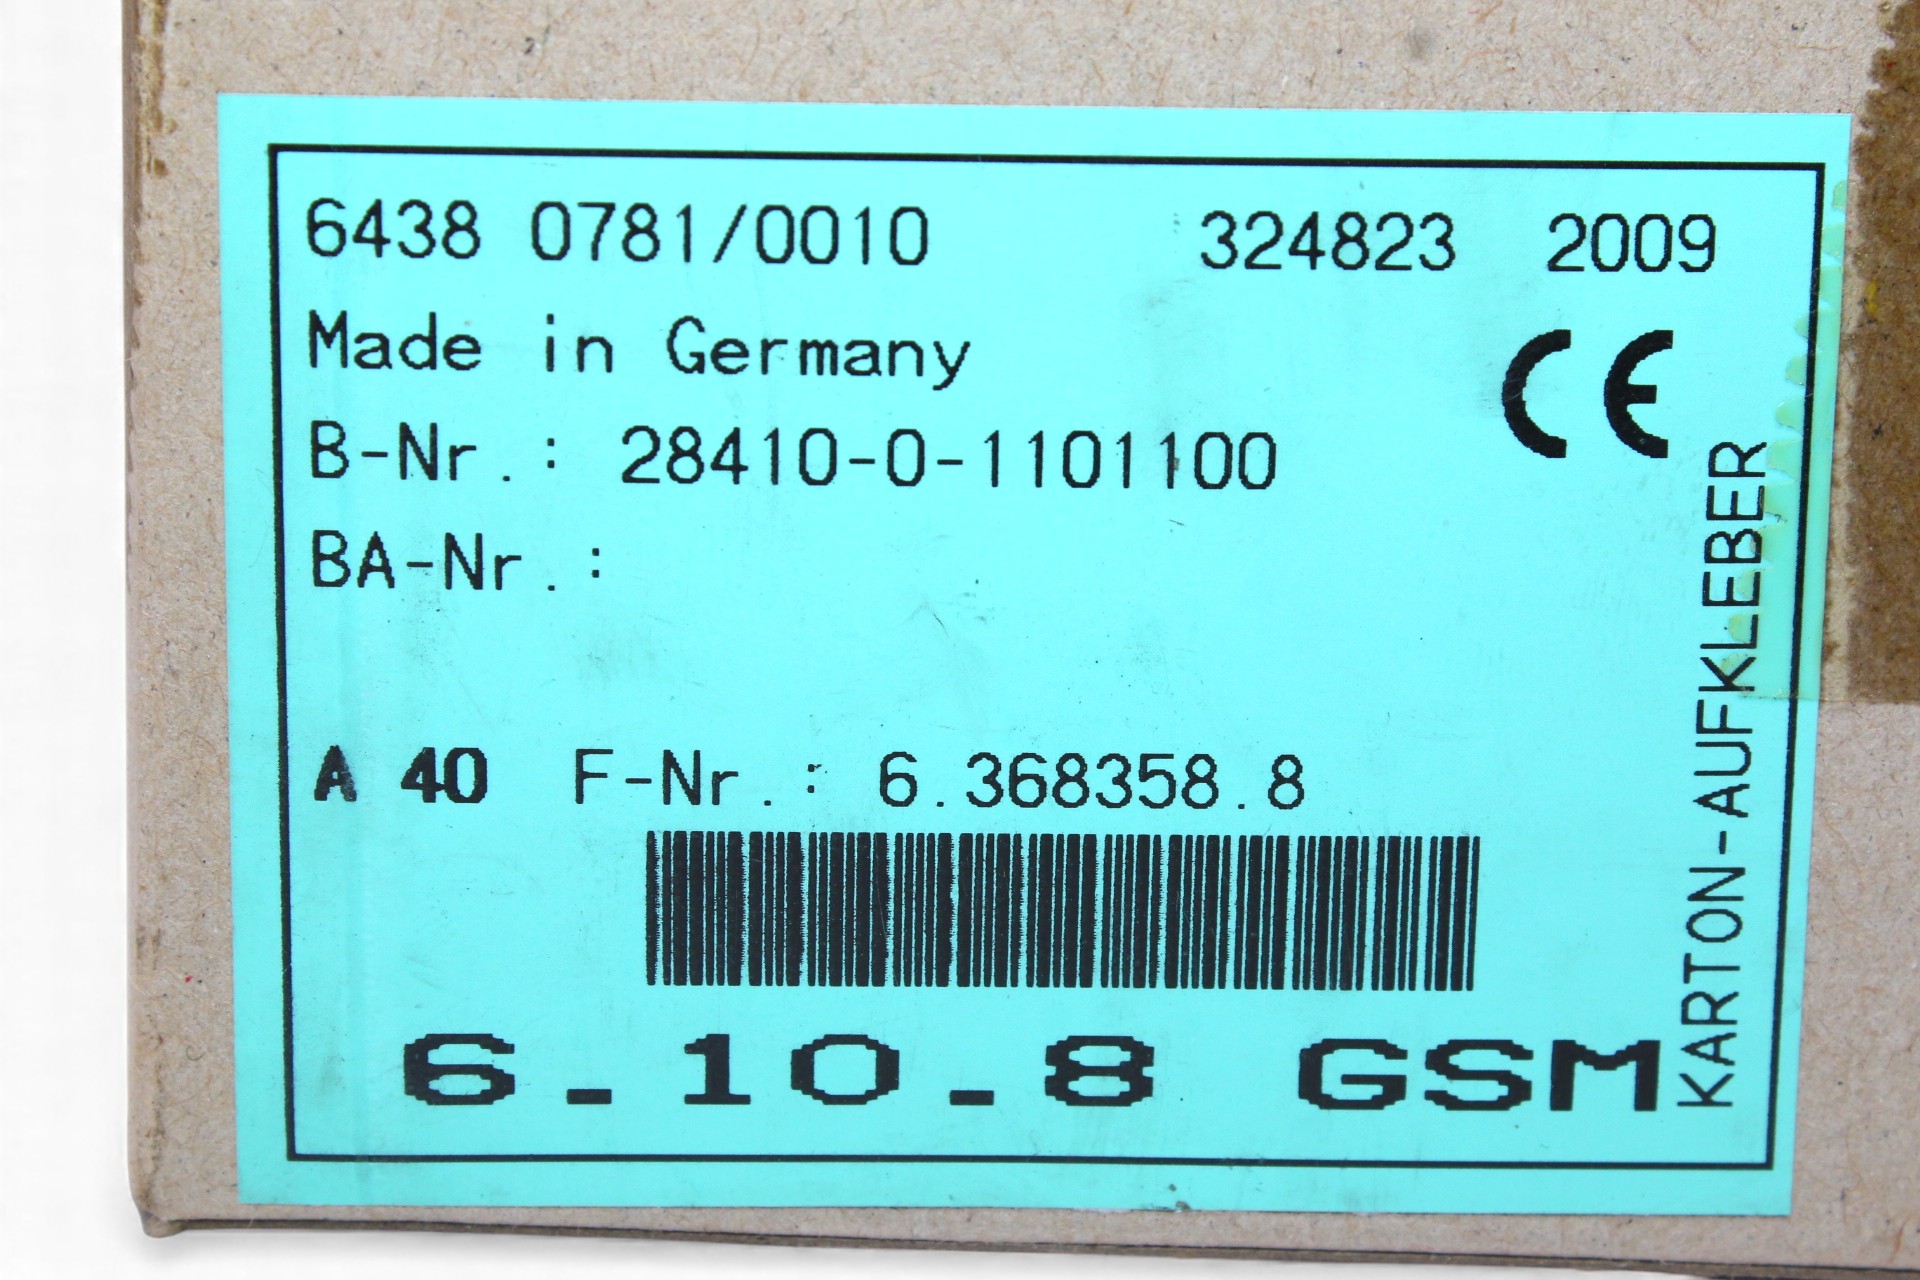 6438 0781/0010 324823 2009
Made in Germany
CE
B-Nr.: 28410-0-1101100
BA-Nr.:
A 40 F-Nr.: 6.368358.8
6.10.8 GSM
KARTON-AUFKLEBER